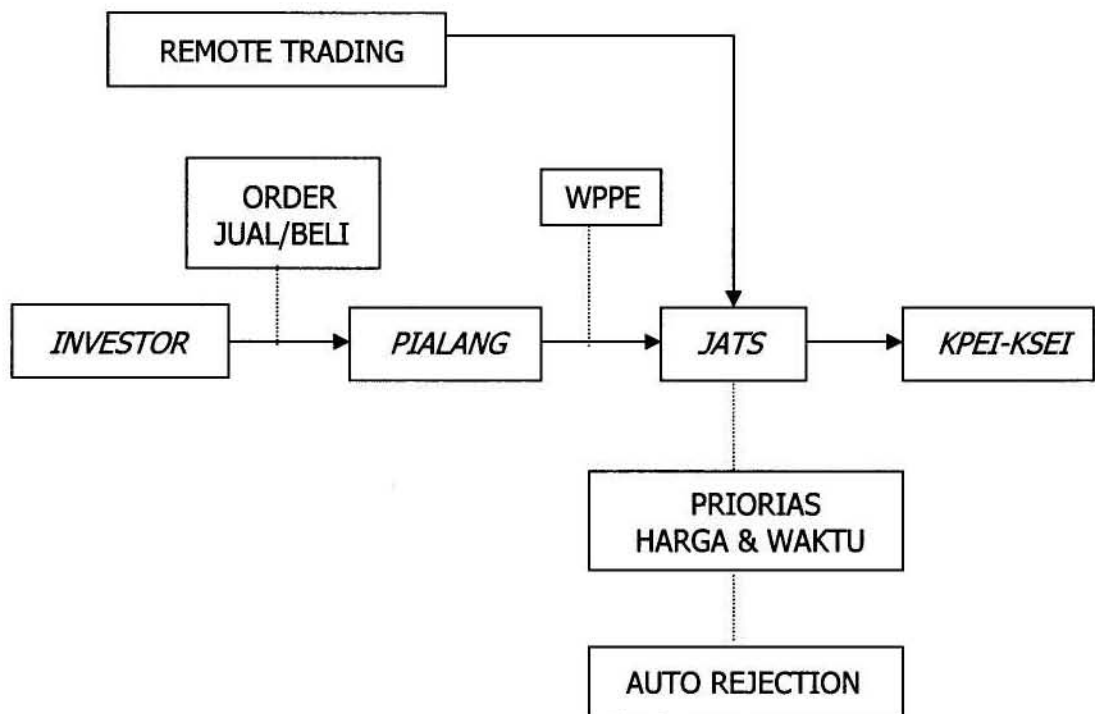 REMOTE TRADING
ORDER
JUAL/BELI
WPPE
INVESTOR
PIALANG
JATS
KPEI-KSEI
PRIORIAS
HARGA & WAKTU
AUTO REJECTION